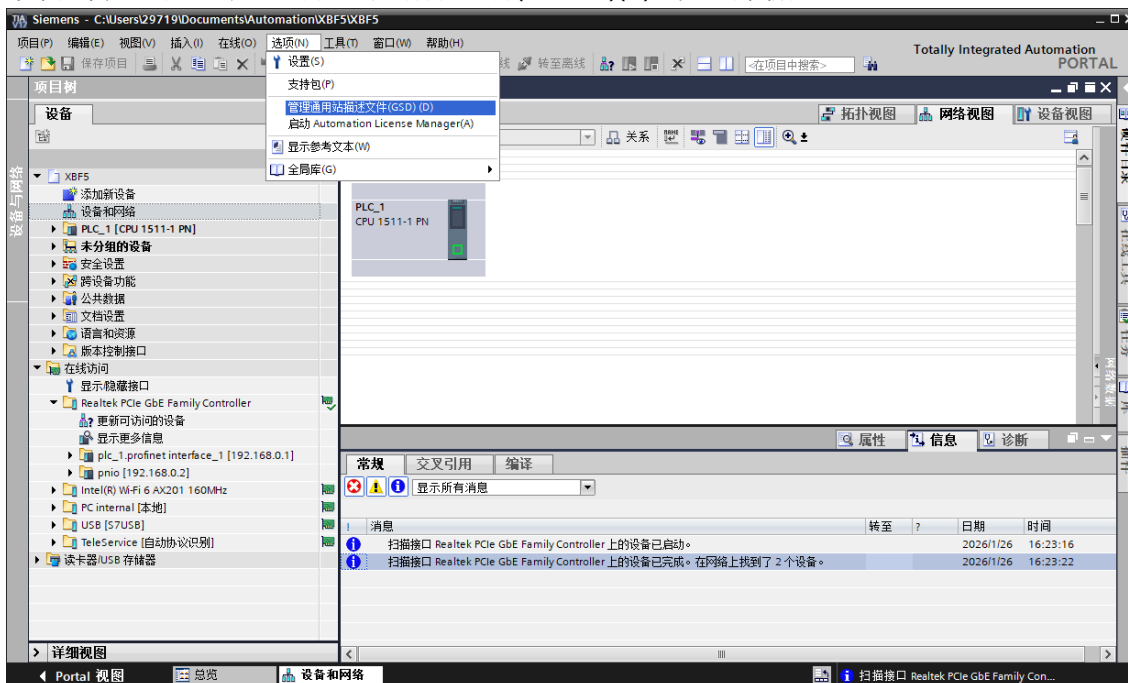 Siemens - C:\Users\29719\Documents\Automation\XBF5\XBF5
项目(P) 编辑(E) 视图(V) 插入(I) 在线(O) 选项(N) 工具(T) 窗口(W) 帮助(H)
Totally Integrated Automation
PORTAL
保存项目
转至离线
<在项目中搜索>
设置(S)
支持包(P)
管理通用站描述文件(GSD) (D)
启动 Automation License Manager(A)
显示参考文本(W)
全局库(G)
项目树
设备
拓扑视图 网络视图 设备视图
关系
设备与网络
XBF5
添加新设备
设备和网络
PLC_1 [CPU 1511-1 PN]
未分组的设备
安全设置
跨设备功能
公共数据
文档设置
语言和资源
版本控制接口
在线访问
显示/隐藏接口
Realtek PCIe GbE Family Controller
更新可访问的设备
显示更多信息
plc_1.profinet interface_1 [192.168.0.1]
pnio [192.168.0.2]
Intel(R) Wi-Fi 6 AX201 160MHz
PC internal [本地]
USB [S7USB]
TeleService [自动协议识别]
读卡器/USB 存储器
PLC_1
CPU 1511-1 PN
属性 信息 诊断
常规 交叉引用 编译
显示所有消息
! 消息 转至 ? 日期 时间
扫描接口 Realtek PCIe GbE Family Controller 上的设备已启动。 2026/1/26 16:23:16
扫描接口 Realtek PCIe GbE Family Controller 上的设备已完成。在网络上找到了 2 个设备。 2026/1/26 16:23:22
详细视图
Portal 视图 总览 设备和网络
扫描接口 Realtek PCIe GbE Family Con...